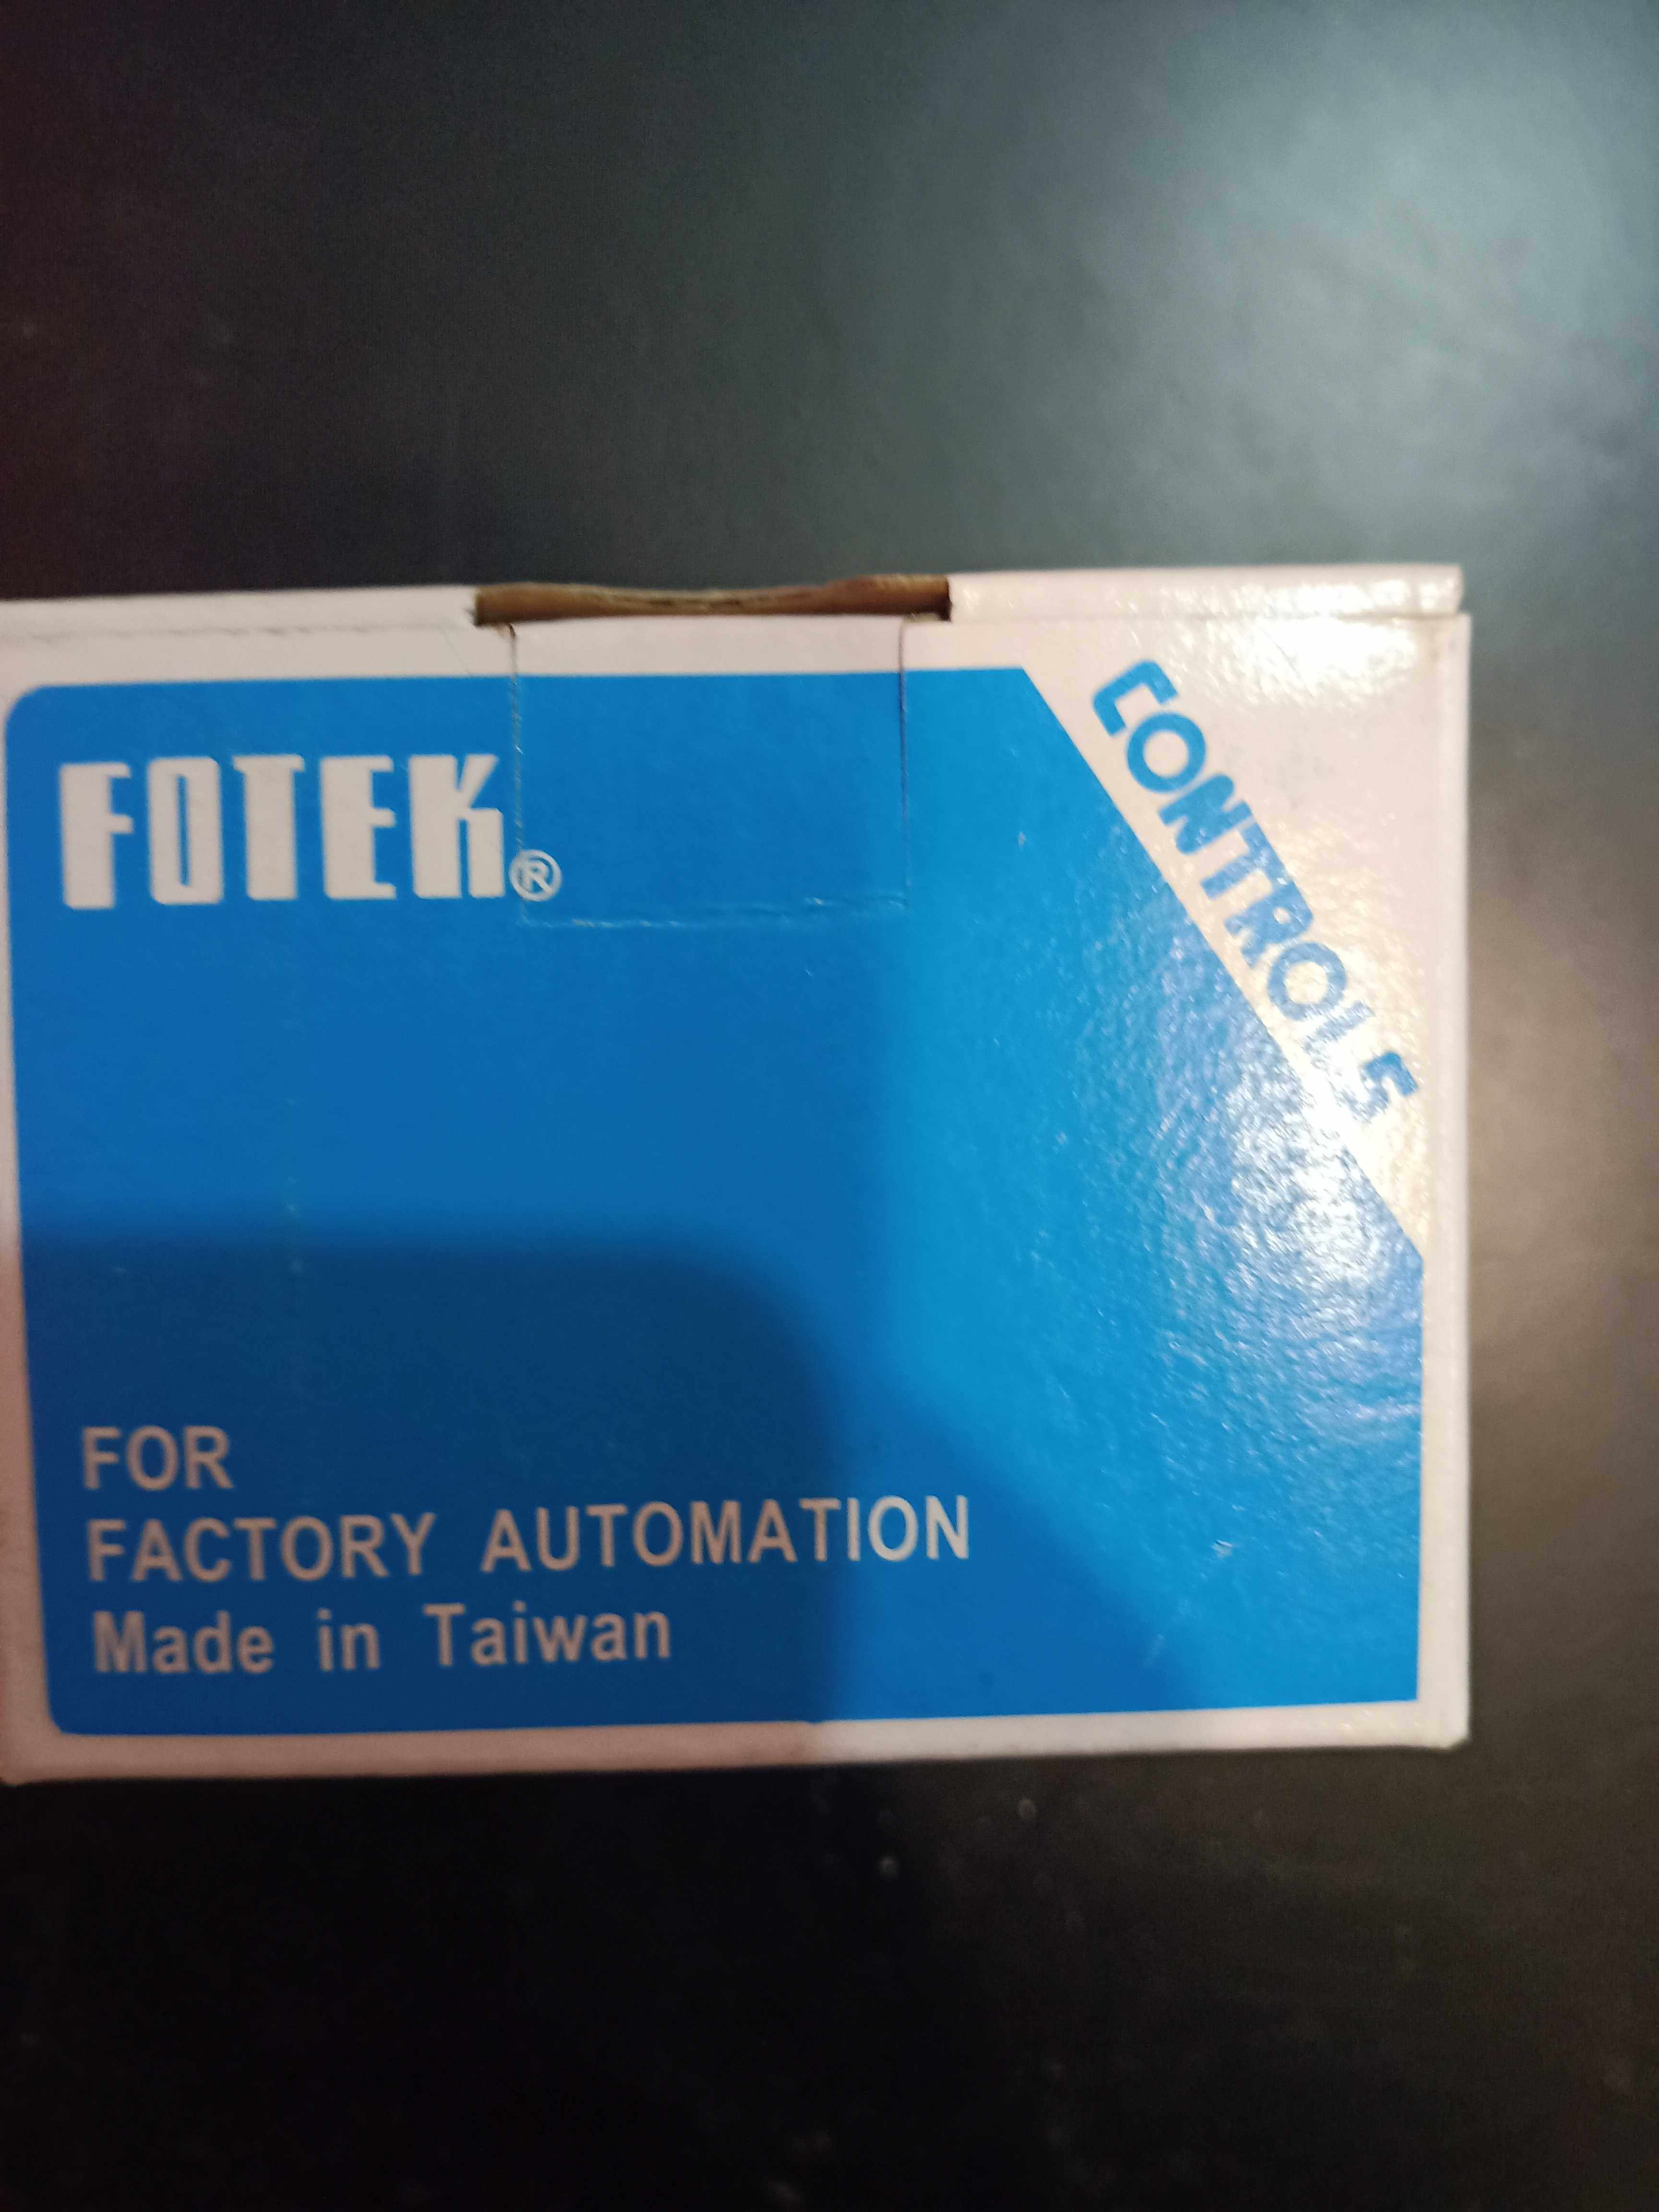 FOTEK®
CONTROLS
FOR
FACTORY AUTOMATION
Made in Taiwan